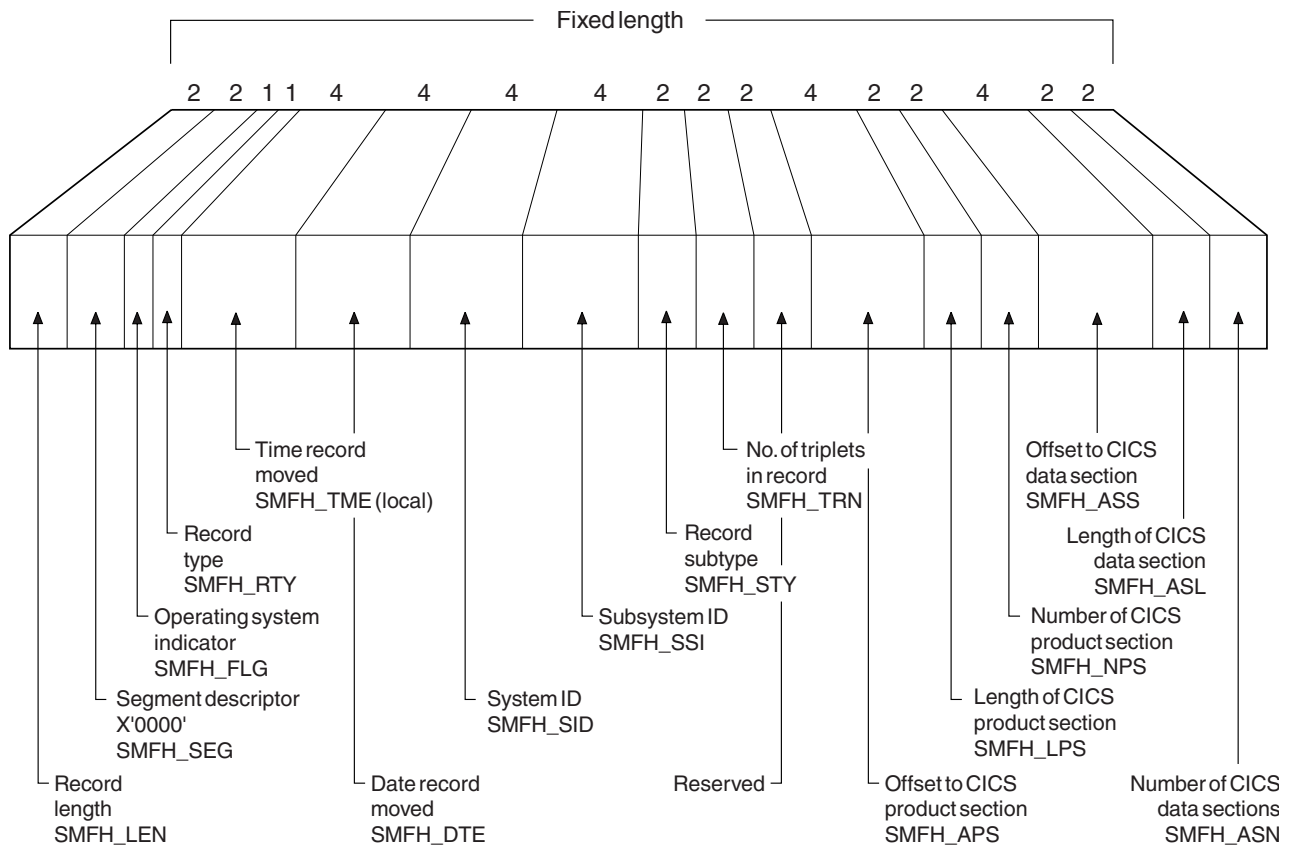 Fixed length
2 2 1 1 4 4 4 4 2 2 2 4 2 2 4 2 2
Time record
moved
SMFH_TME (local)
No. of triplets
in record
SMFH_TRN
Offset to CICS
data section
SMFH_ASS
Record
type
SMFH_RTY
Record
subtype
SMFH_STY
Length of CICS
data section
SMFH_ASL
Operating system
indicator
SMFH_FLG
Subsystem ID
SMFH_SSI
Number of CICS
product section
SMFH_NPS
Segment descriptor
X'0000'
SMFH_SEG
System ID
SMFH_SID
Length of CICS
product section
SMFH_LPS
Record
length
SMFH_LEN
Date record
moved
SMFH_DTE
Reserved
Offset to CICS
product section
SMFH_APS
Number of CICS
data sections
SMFH_ASN